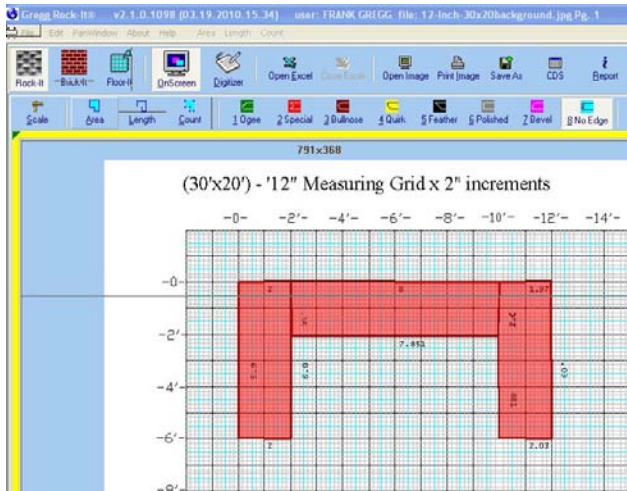 Gregg Rock-It® v2.1.0.1098 (03.19.2010.15.34) user: FRANK GREGG file: 12-Inch-30x20background.jpg Pg. 1
File Edit PanWindow About Help Area Length Count
Rock-It Brick-It Floor-It OnScreen Digitizer Open Excel Close Excel Open Image Print Image Save As CDS Report
Scale Area Length Count 1 Ogee 2 Special 3 Bullnose 4 Quirk 5 Feather 6 Polished 7 Bevel 8 No Edge
791x368
(30'x20') - '12" Measuring Grid x 2" increments
-0- -2'- -4'- -6'- -8'- -10'- -12'- -14'-
-0-
2 8 1.97
-2'-
7.852
-4'-
-6'-
2 2.03
-8'-